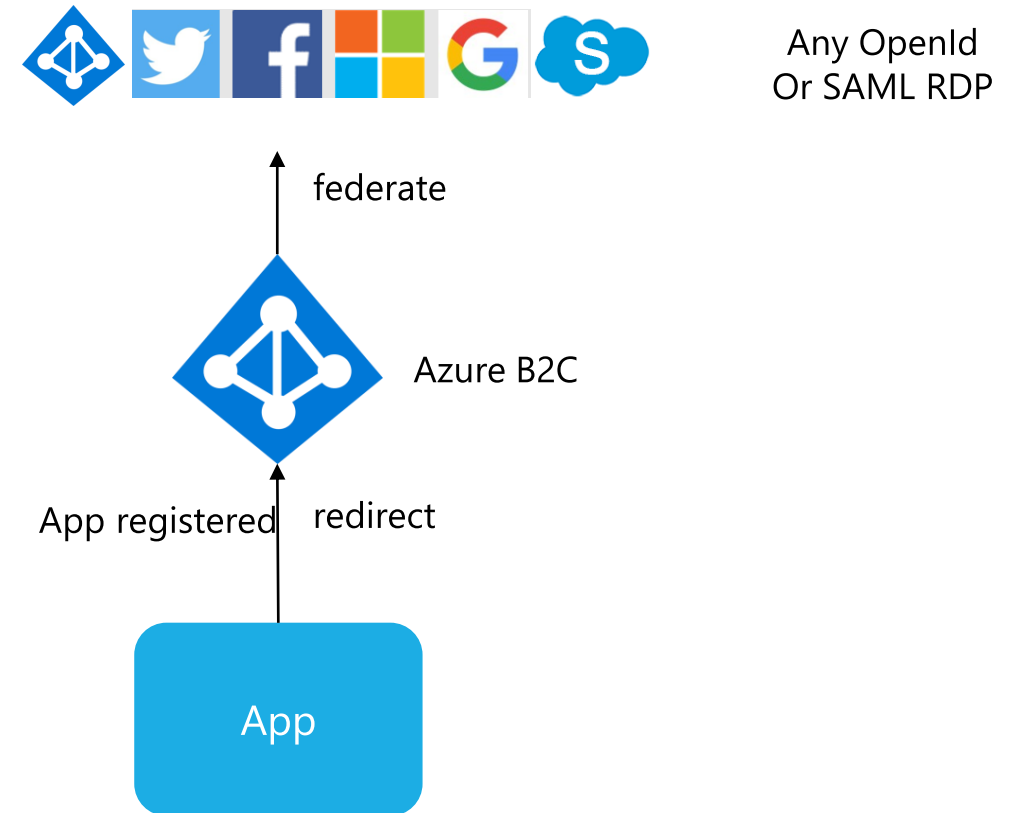 Any OpenId
Or SAML RDP
federate
Azure B2C
App registered
redirect
App